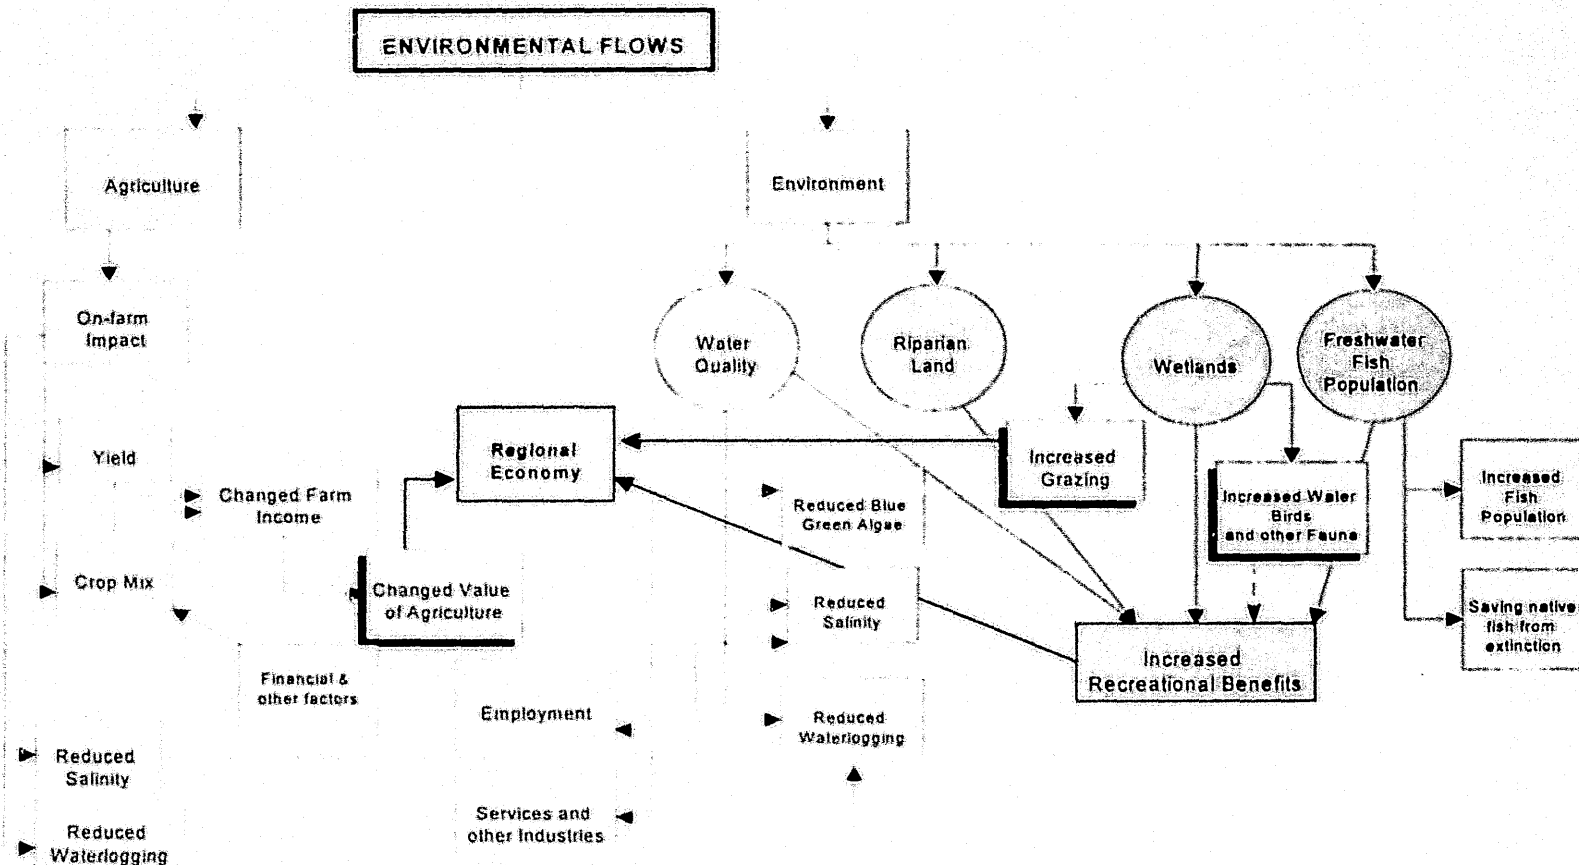 ENVIRONMENTAL FLOWS
Agriculture
Environment
On-farm
Impact
Water
Quality
Riparian
Land
Wetlands
Freshwater
Fish
Population
Yield
Regional
Economy
Increased
Grazing
Changed Farm
Income
Reduced Blue
Green Algae
Increased Water
Birds
and other Fauna
Increased
Fish
Population
Crop Mix
Changed Value
of Agriculture
Reduced
Salinity
Saving native
fish from
extinction
Increased
Recreational Benefits
Financial &
other factors
Employment
Reduced
Waterlogging
Reduced
Salinity
Services and
other Industries
Reduced
Waterlogging